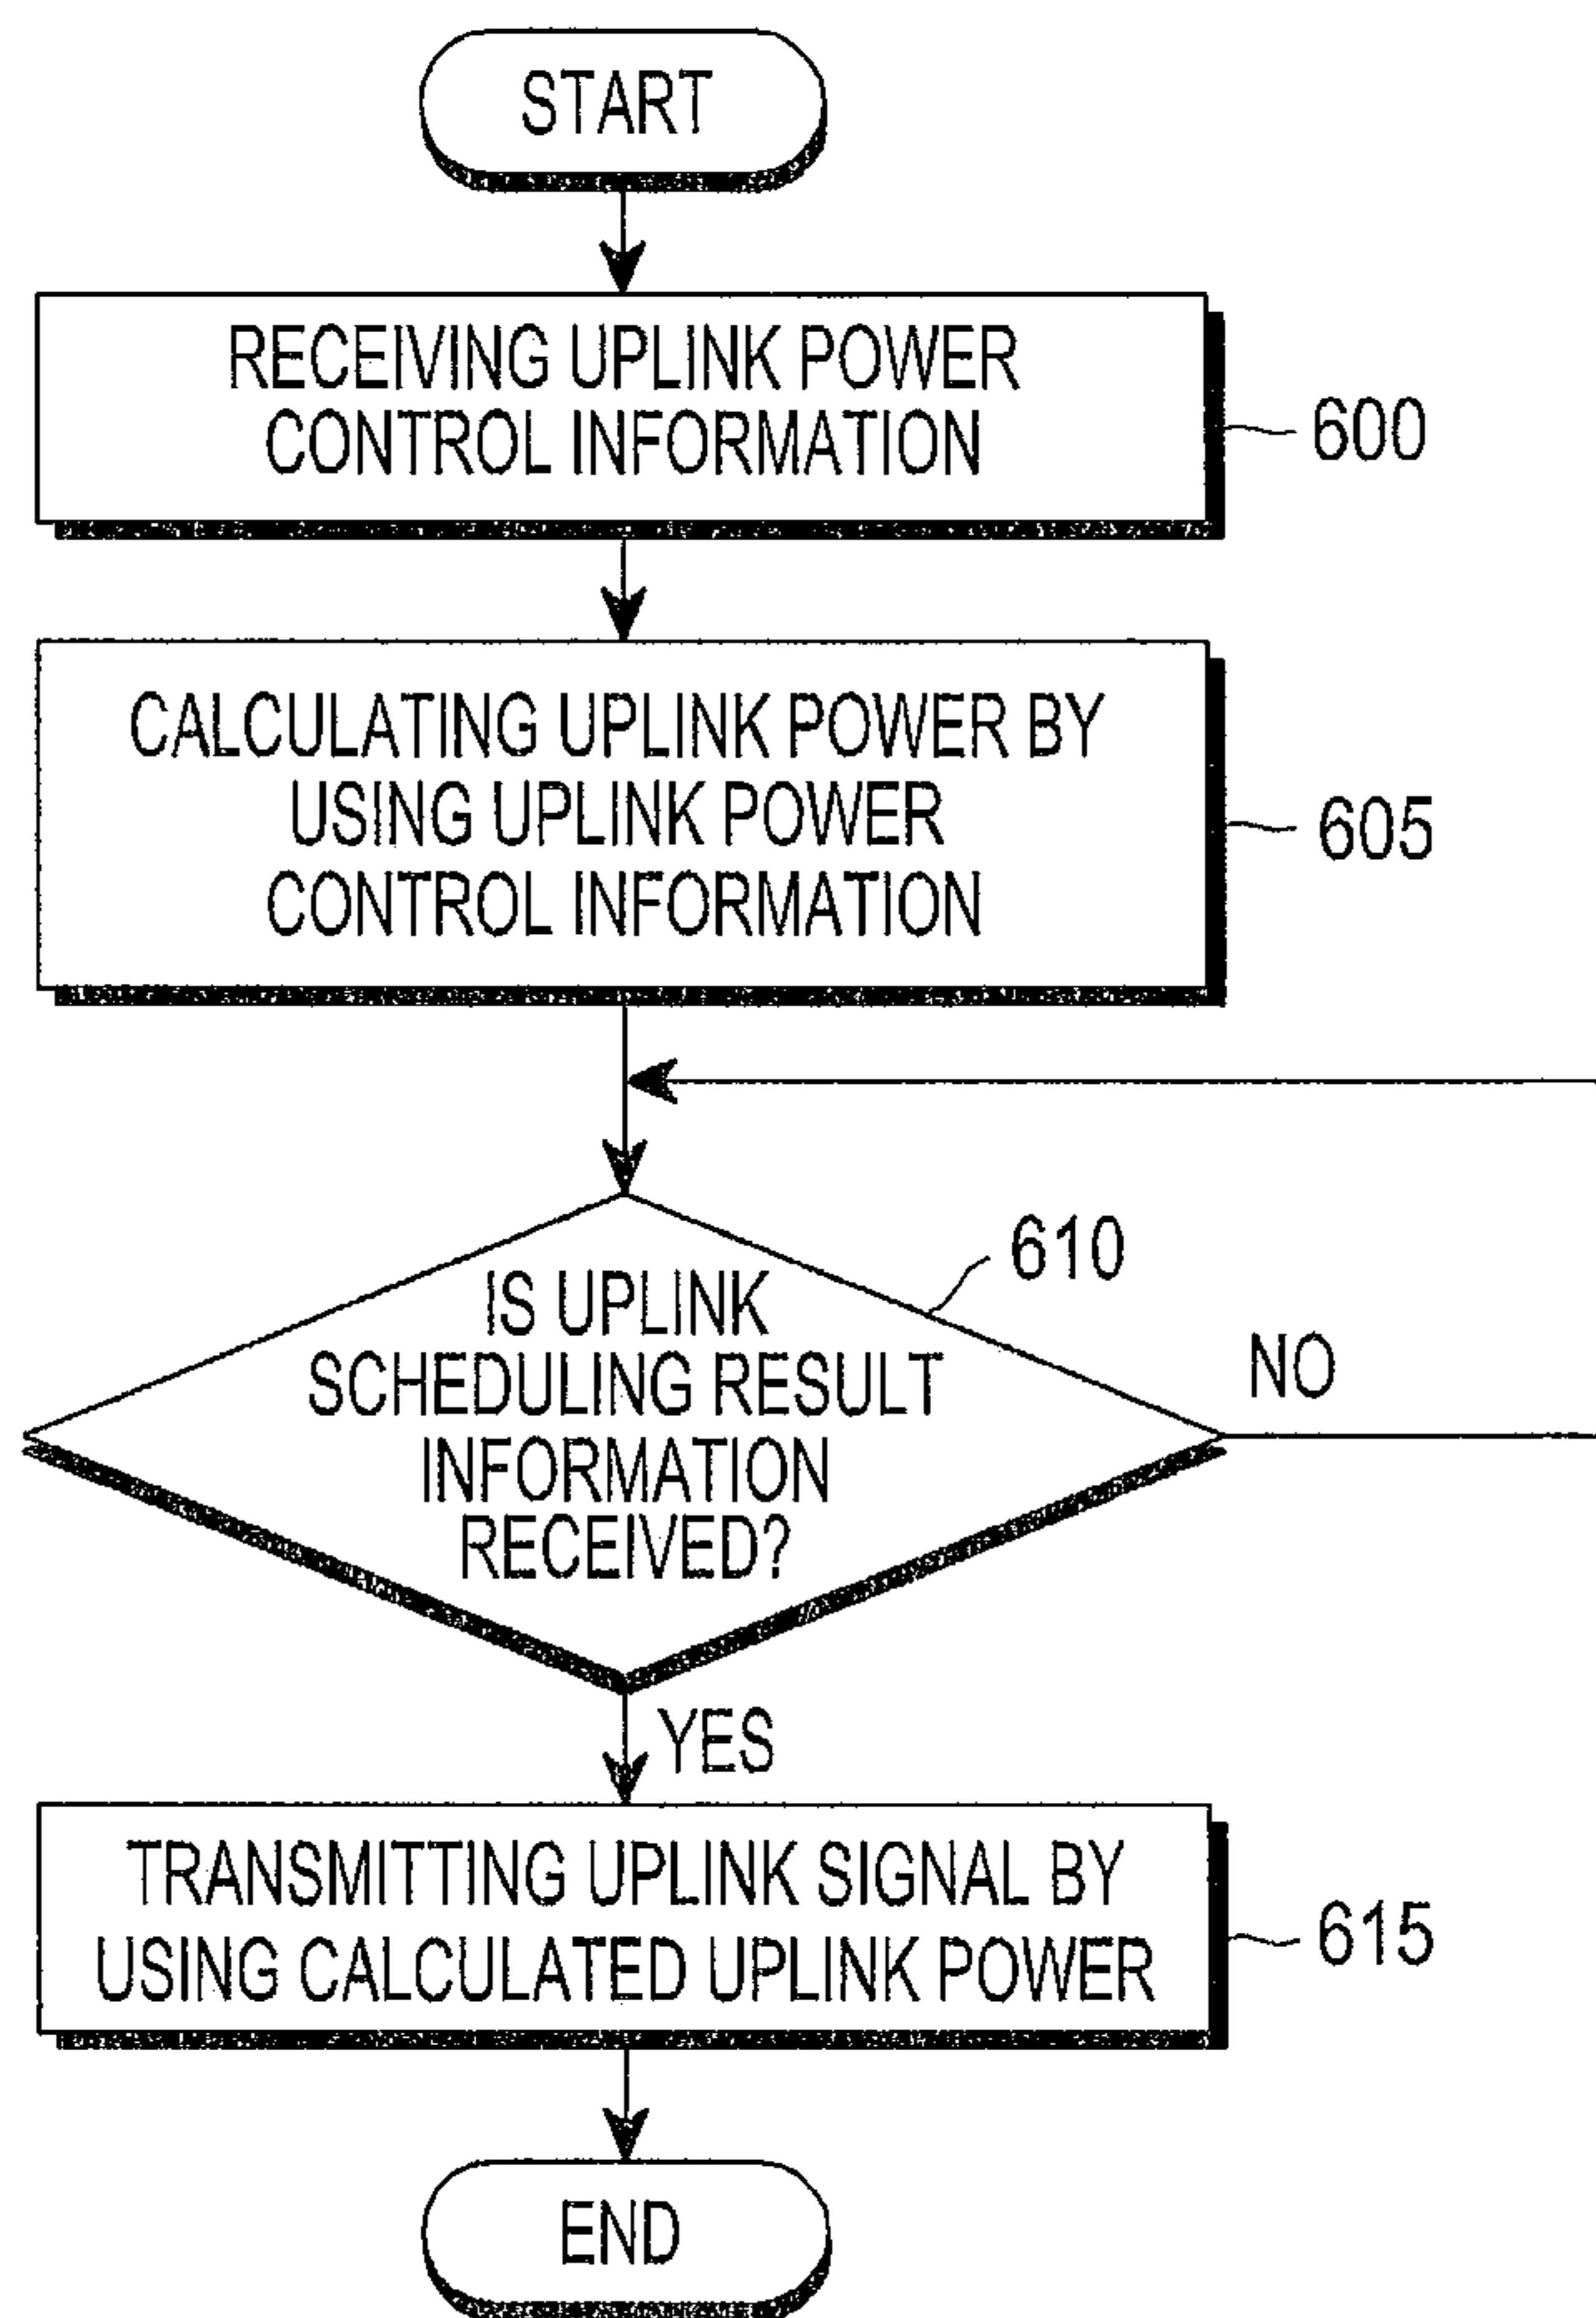 START
RECEIVING UPLINK POWER
CONTROL INFORMATION
600
CALCULATING UPLINK POWER BY
USING UPLINK POWER
CONTROL INFORMATION
605
610
IS UPLINK
SCHEDULING RESULT
INFORMATION
RECEIVED?
NO
YES
TRANSMITTING UPLINK SIGNAL BY
USING CALCULATED UPLINK POWER
615
END